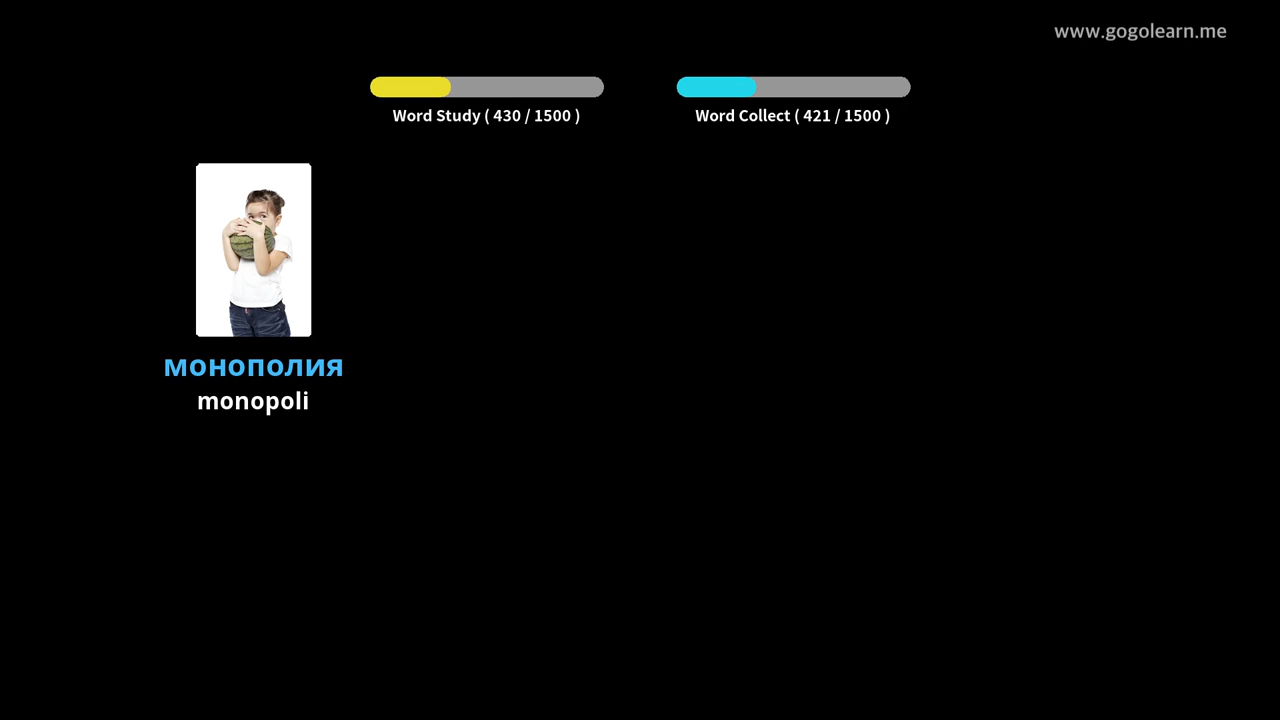 www.gogolearn.me
Word Study ( 430 / 1500 )
Word Collect ( 421 / 1500 )
монополия
monopoli